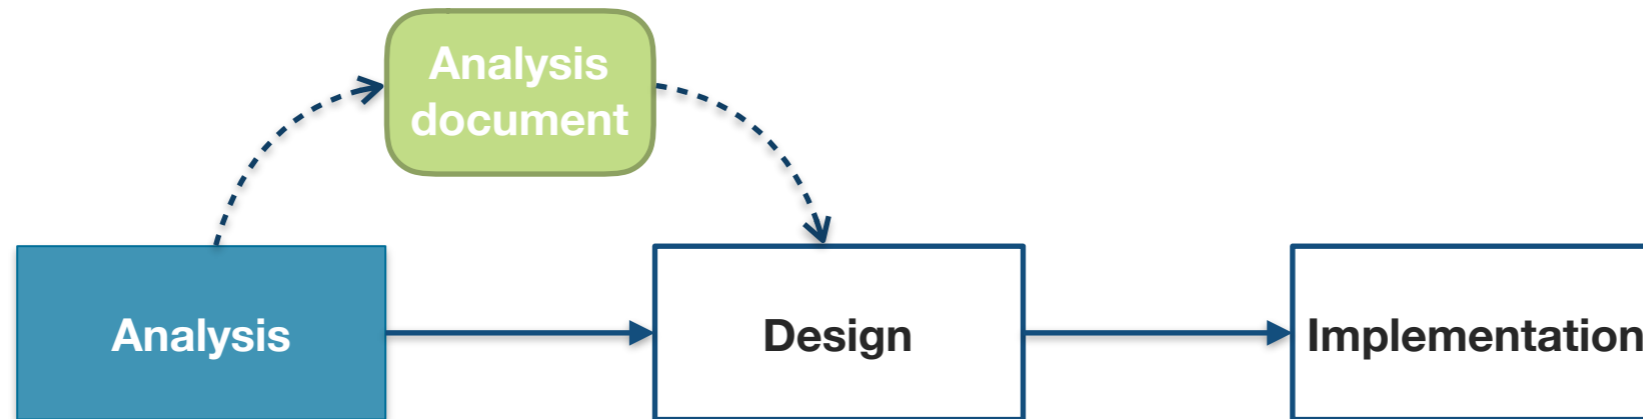 Analysis
document
Analysis
Design
Implementation